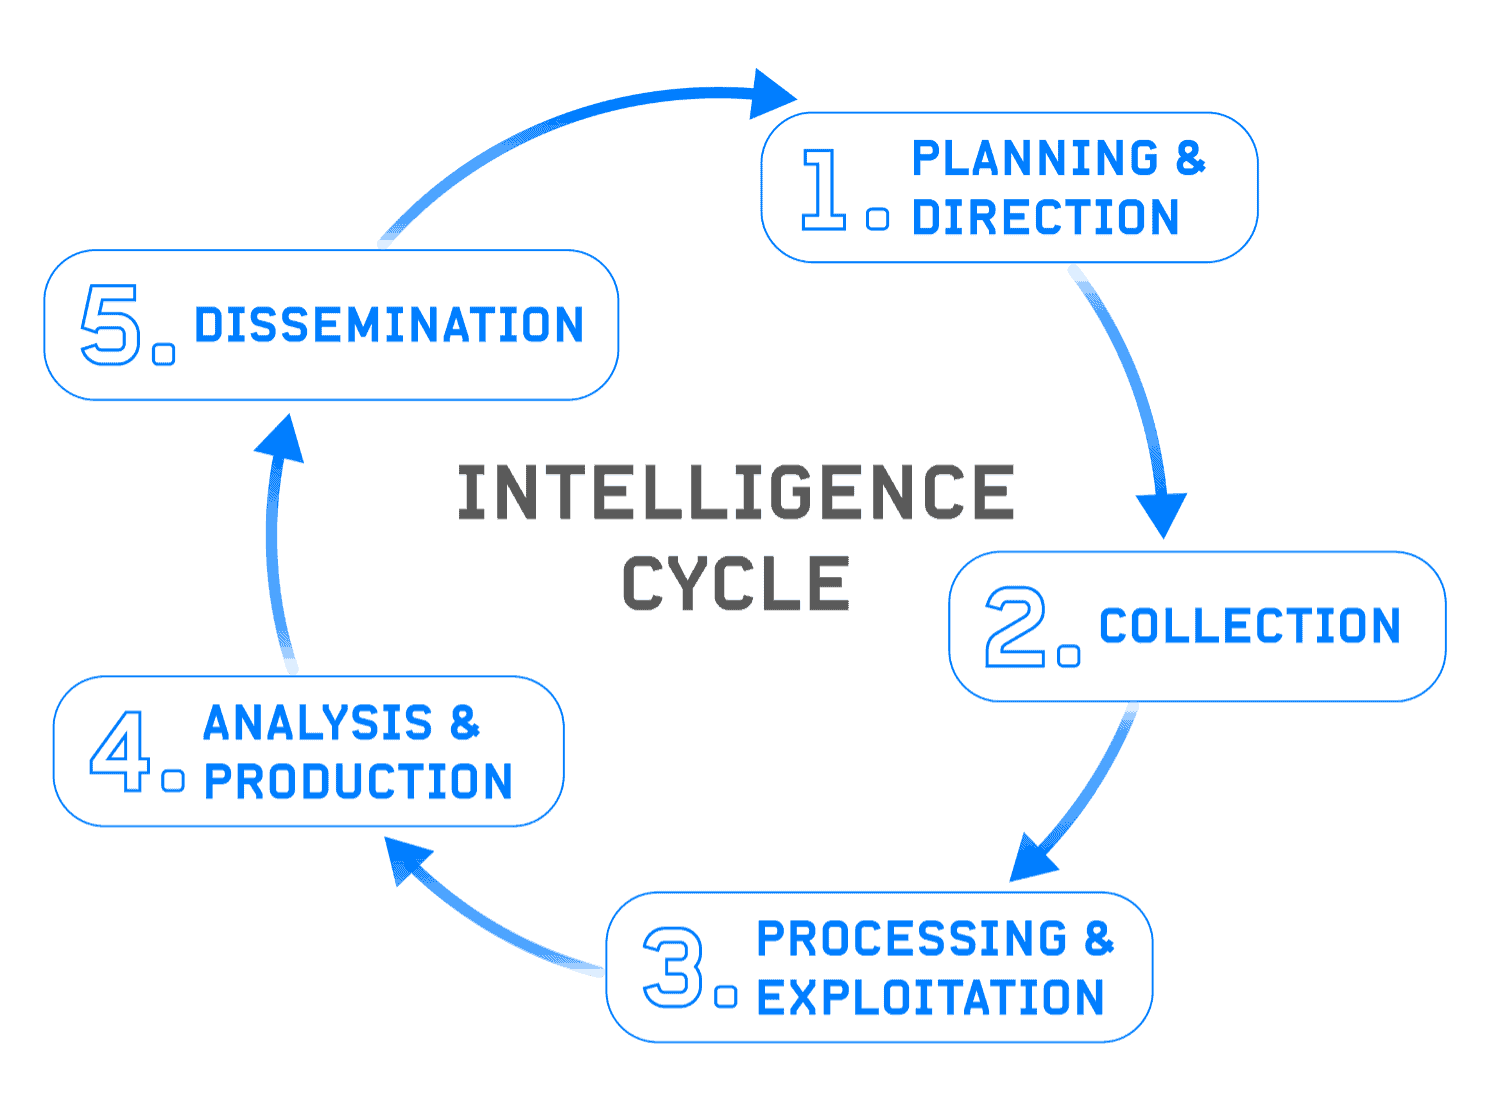 1. PLANNING &
DIRECTION
5. DISSEMINATION
INTELLIGENCE
CYCLE
2. COLLECTION
4. ANALYSIS &
PRODUCTION
3. PROCESSING &
EXPLOITATION